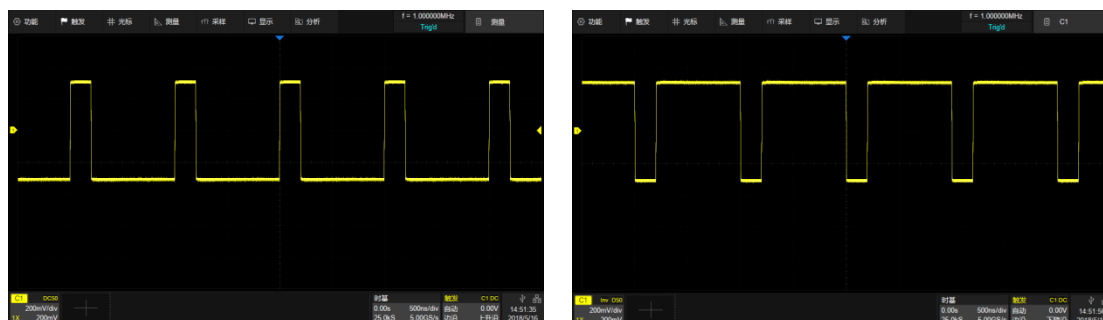 功能 触发 光标 测量 采样 显示 分析 f = 1.000000MHz 测量
Trig'd
C1 DC50
200mV/div
1X 200mV
时基 触发 C1 DC
0.00s 500ns/div 自动 0.00V 14:51:35
25.0kS 5.00GS/s 边沿 上升沿 2018/5/16
功能 触发 光标 测量 采样 显示 分析 f = 1.000000MHz C1
Trig'd
C1 Inv D50
200mV/div
1X 200mV
时基 触发 C1 DC
0.00s 500ns/div 自动 0.00V
25.0kS 5.00GS/s 边沿 下降沿